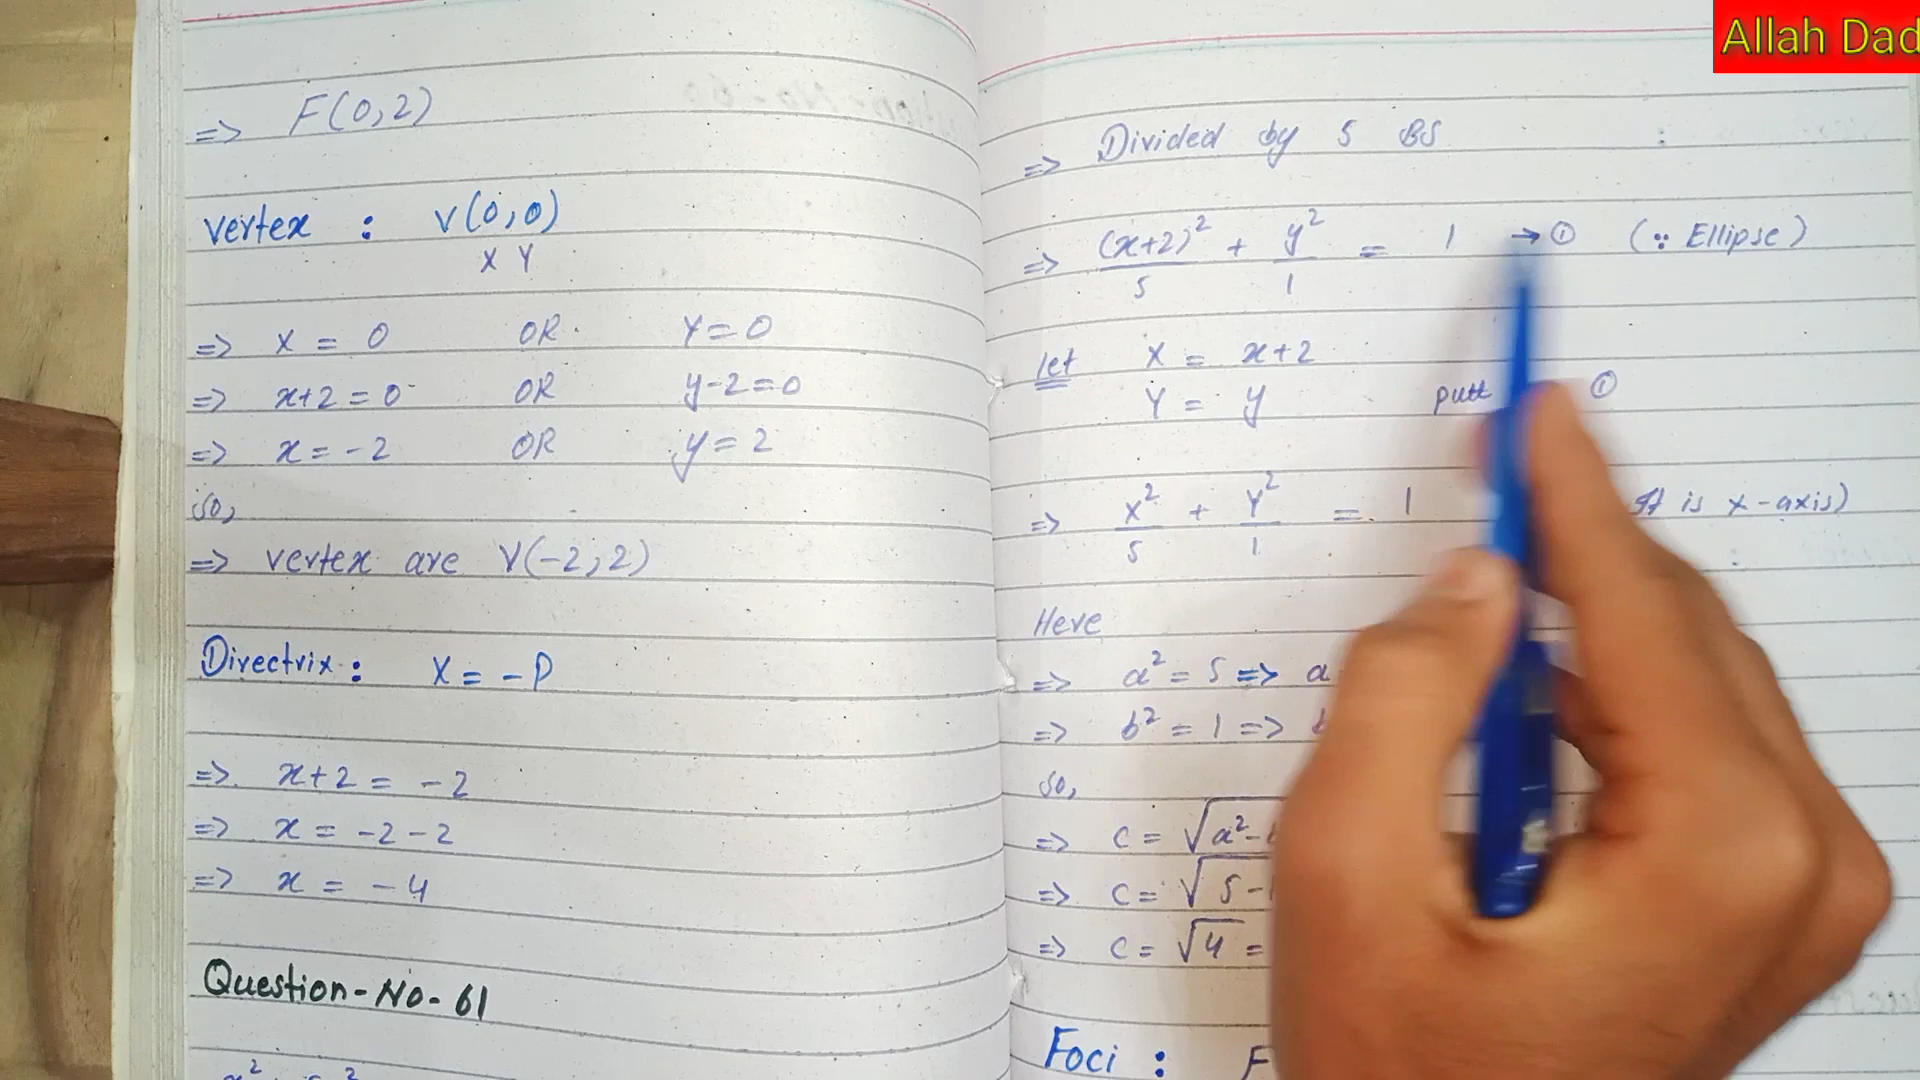 => F(0,2)
vertex : V(0,0)
X Y
=> X = 0 OR Y = 0
=> x+2 = 0 OR y-2=0
=> x = -2 OR y = 2
so,
=> vertex are V(-2,2)
Directrix : X = -P
=> x+2 = -2
=> x = -2-2
=> x = -4
Question-No-61
Allah Dad
=> Divided by 5 BS :
=> (x+2)²/5 + y²/1 = 1 → ① (∵ Ellipse)
let X = x+2
Y = y putt ①
=> X²/5 + Y²/1 = 1 It is x-axis)
Here
=> a² = 5 => a
=> b² = 1 => b
so,
=> c = √a²-
=> c = √5-
=> c = √4 =
Foci : F